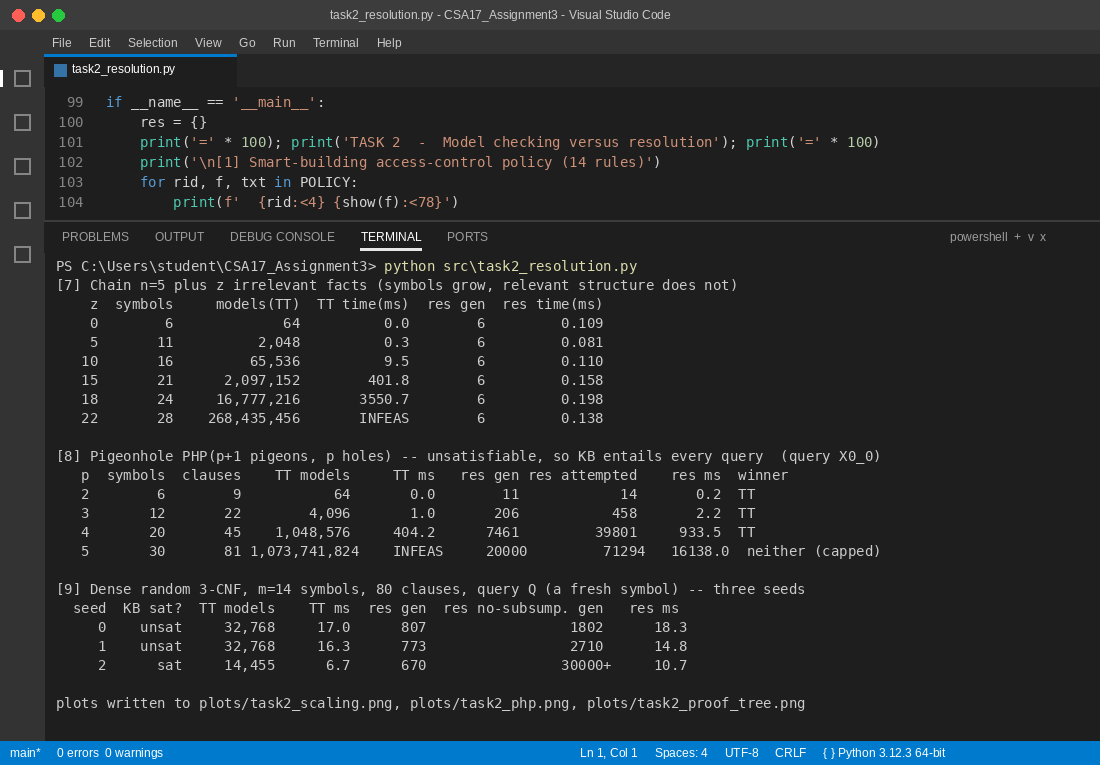 task2_resolution.py - CSA17_Assignment3 - Visual Studio Code
File Edit Selection View Go Run Terminal Help
task2_resolution.py
99 if __name__ == '__main__':
100     res = {}
101     print('=' * 100); print('TASK 2  -  Model checking versus resolution'); print('=' * 100)
102     print('\n[1] Smart-building access-control policy (14 rules)')
103     for rid, f, txt in POLICY:
104         print(f'  {rid:<4} {show(f):<78}')
PROBLEMS OUTPUT DEBUG CONSOLE TERMINAL PORTS powershell + v x
PS C:\Users\student\CSA17_Assignment3> python src\task2_resolution.py
[7] Chain n=5 plus z irrelevant facts (symbols grow, relevant structure does not)
    z  symbols     models(TT)  TT time(ms)  res gen  res time(ms)
    0        6             64          0.0        6         0.109
    5       11          2,048          0.3        6         0.081
   10       16         65,536          9.5        6         0.110
   15       21      2,097,152        401.8        6         0.158
   18       24     16,777,216       3550.7        6         0.198
   22       28    268,435,456       INFEAS        6         0.138
[8] Pigeonhole PHP(p+1 pigeons, p holes) -- unsatisfiable, so KB entails every query  (query X0_0)
   p  symbols  clauses    TT models     TT ms   res gen res attempted    res ms  winner
   2        6        9           64       0.0        11            14       0.2  TT
   3       12       22        4,096       1.0       206           458       2.2  TT
   4       20       45    1,048,576     404.2      7461         39801     933.5  TT
   5       30       81 1,073,741,824    INFEAS     20000         71294   16138.0  neither (capped)
[9] Dense random 3-CNF, m=14 symbols, 80 clauses, query Q (a fresh symbol) -- three seeds
  seed  KB sat?  TT models    TT ms  res gen  res no-subsump. gen   res ms
     0    unsat     32,768     17.0      807                 1802     18.3
     1    unsat     32,768     16.3      773                 2710     14.8
     2      sat     14,455      6.7      670                30000+     10.7
plots written to plots/task2_scaling.png, plots/task2_php.png, plots/task2_proof_tree.png
main* 0 errors 0 warnings Ln 1, Col 1 Spaces: 4 UTF-8 CRLF { } Python 3.12.3 64-bit